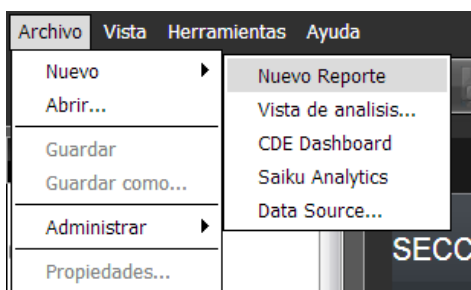 Archivo Vista Herramientas Ayuda
Nuevo
Abrir...
Guardar
Guardar como...
Administrar
Propiedades...
Nuevo Reporte
Vista de analisis...
CDE Dashboard
Saiku Analytics
Data Source...
SECC